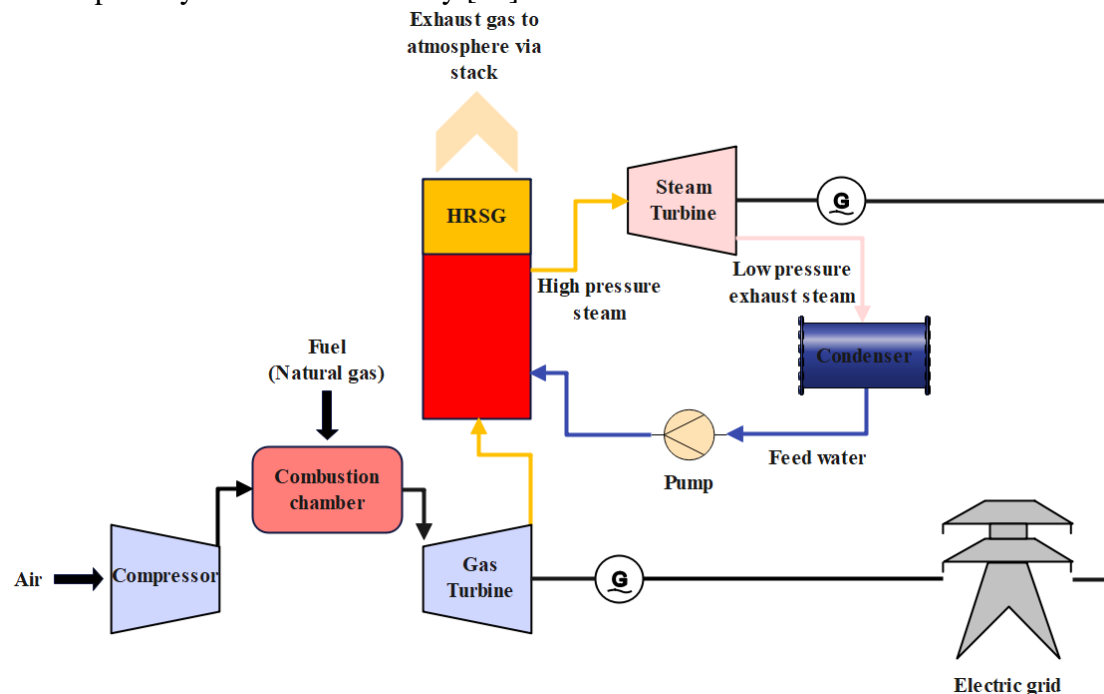 Exhaust gas to
atmosphere via
stack
HRSG
Steam
Turbine
G
High pressure
steam
Low pressure
exhaust steam
Condenser
Fuel
(Natural gas)
Combustion
chamber
Pump
Feed water
Air
Compressor
Gas
Turbine
G
Electric grid